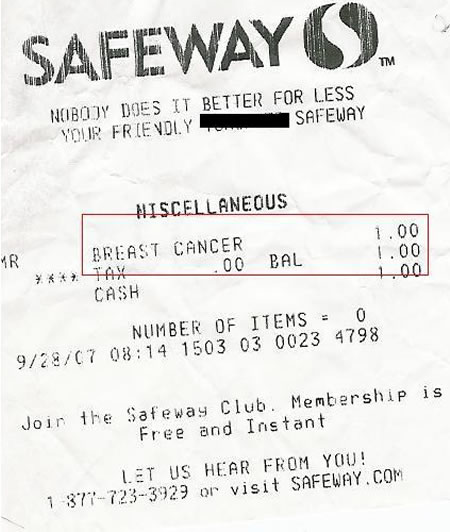 SAFEWAY TM
NOBODY DOES IT BETTER FOR LESS
YOUR FRIENDLY SAFEWAY
MISCELLANEOUS
MR BREAST CANCER 1.00
**** TAX .00 BAL 1.00
CASH 1.00
NUMBER OF ITEMS = 0
9/28/07 08:14 1503 03 0023 4798
Join the Safeway Club. Membership is
Free and Instant
LET US HEAR FROM YOU!
1-877-723-3929 or visit SAFEWAY.COM